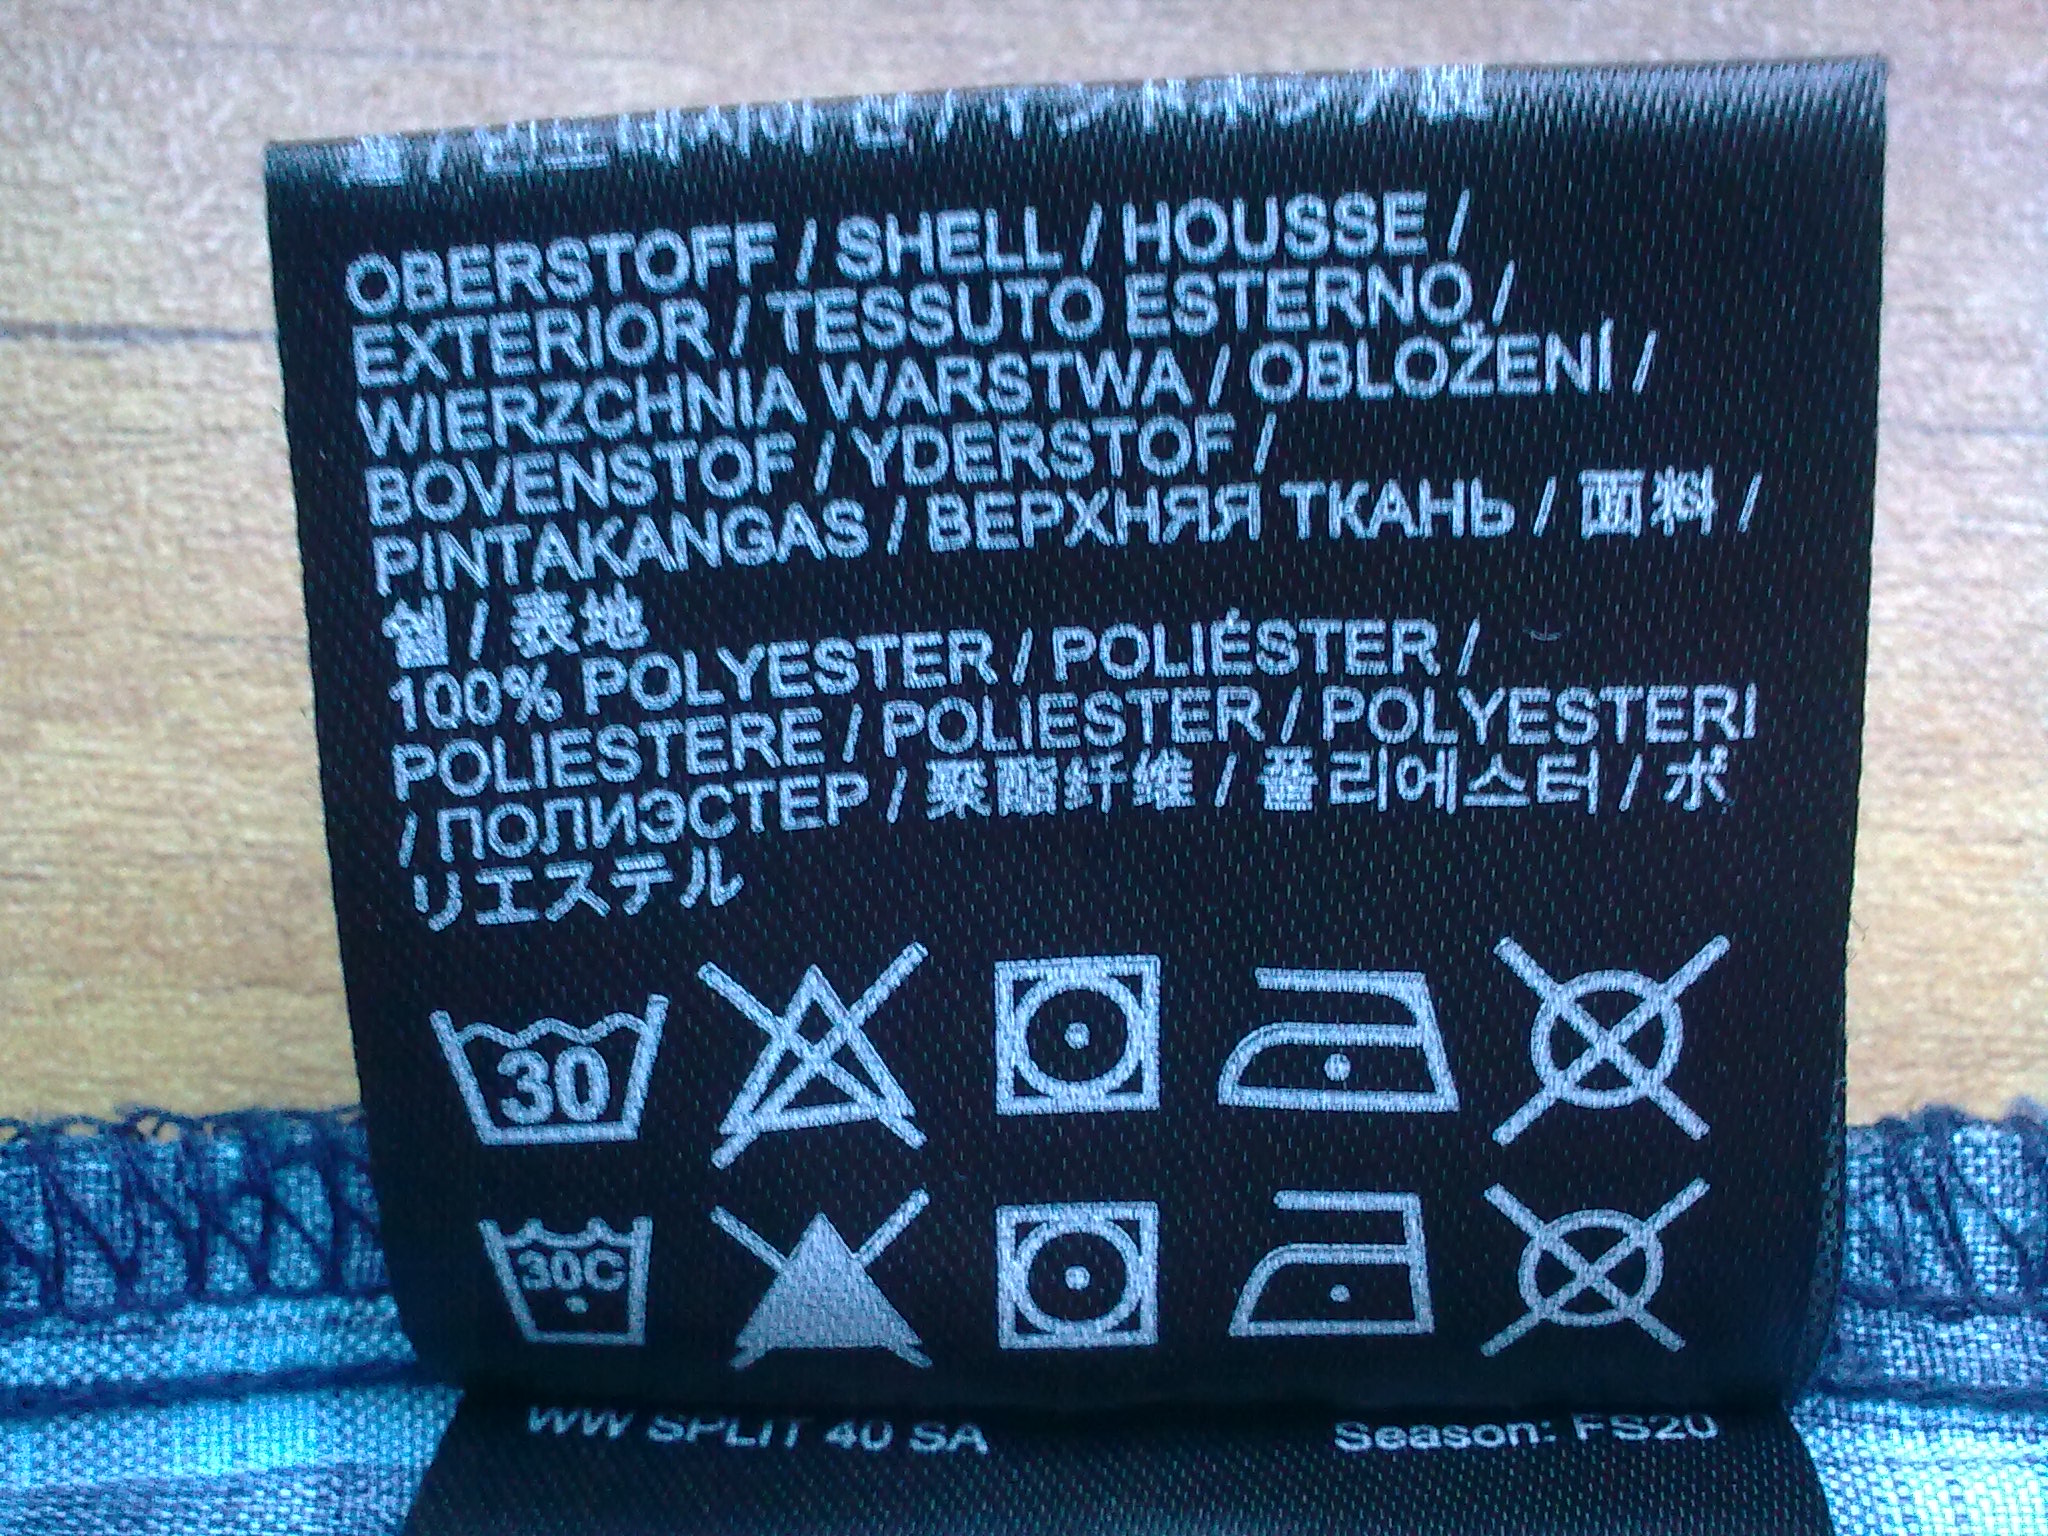 OBERSTOFF / SHELL / HOUSSE /
EXTERIOR / TESSUTO ESTERNO /
WIERZCHNIA WARSTWA / OBLOŽENÍ /
BOVENSTOF / YDERSTOF /
PINTAKANGAS / ВЕРХНЯЯ ТКАНЬ / 面料 /
쉘 / 表地
100% POLYESTER / POLIÉSTER /
POLIESTERE / POLIESTER / POLYESTERI
/ ПОЛИЭСТЕР / 聚酯纤维 / 폴리에스터 / ポ
リエステル
30
30C
WW SPLIT 40 SA Season: FS20